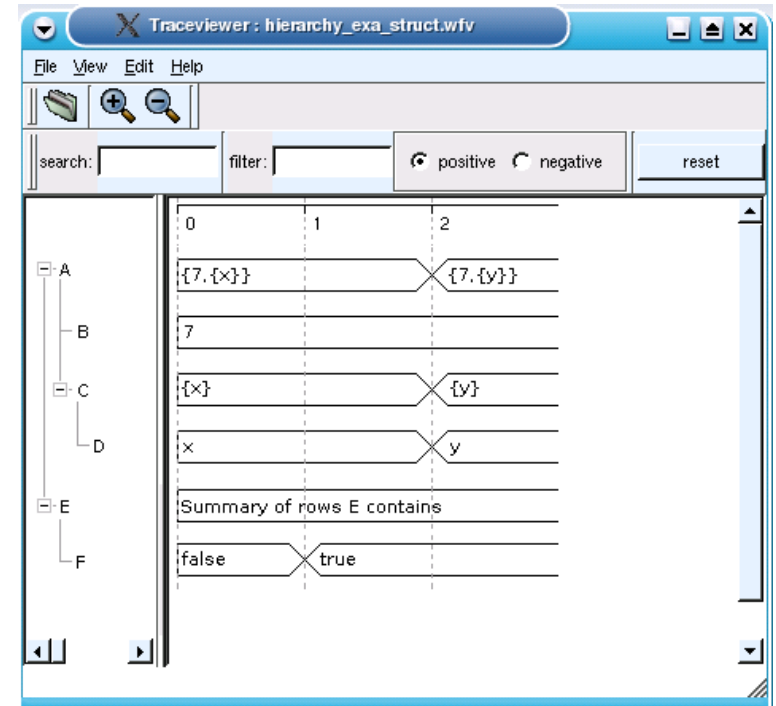 Traceviewer : hierarchy_exa_struct.wfv
File View Edit Help
search: filter: positive negative reset
0 1 2
A {7,{x}} {7,{y}}
B 7
C {x} {y}
D x y
E Summary of rows E contains
F false true